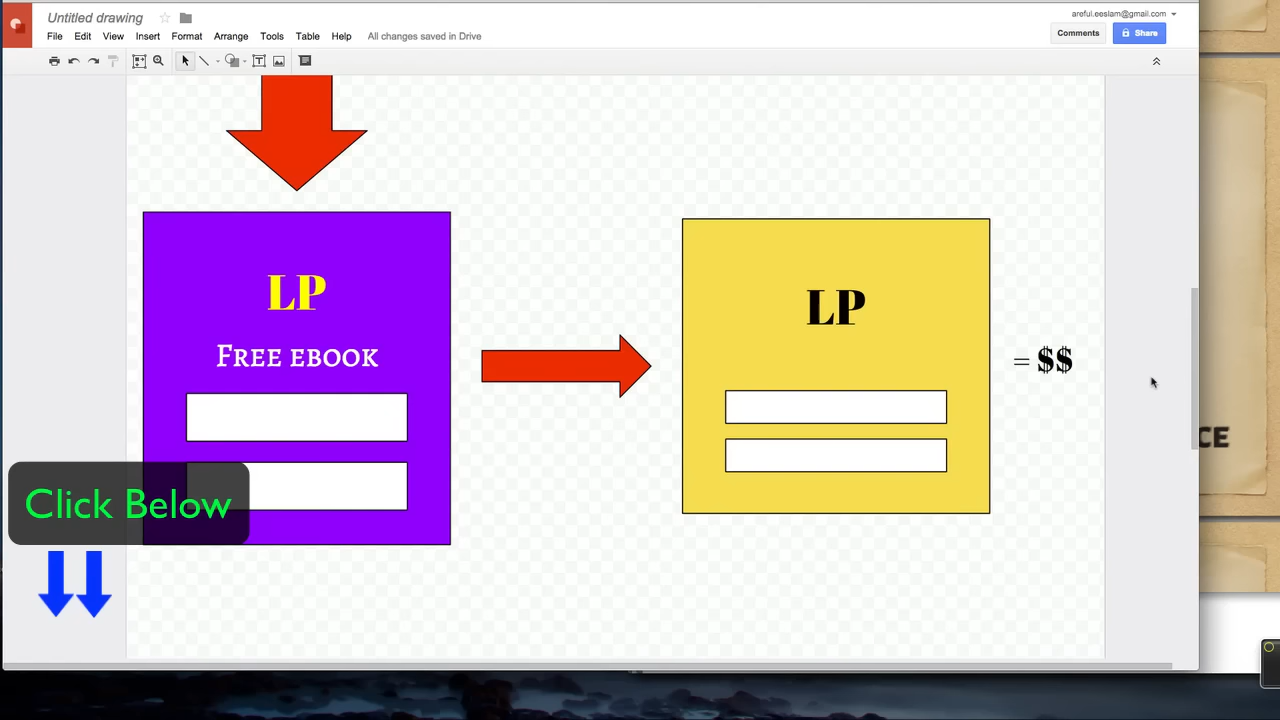 Untitled drawing
areful.eeslam@gmail.com
File Edit View Insert Format Arrange Tools Table Help All changes saved in Drive
Comments
Share
LP
Free ebook
LP
= $$
CE
Click Below